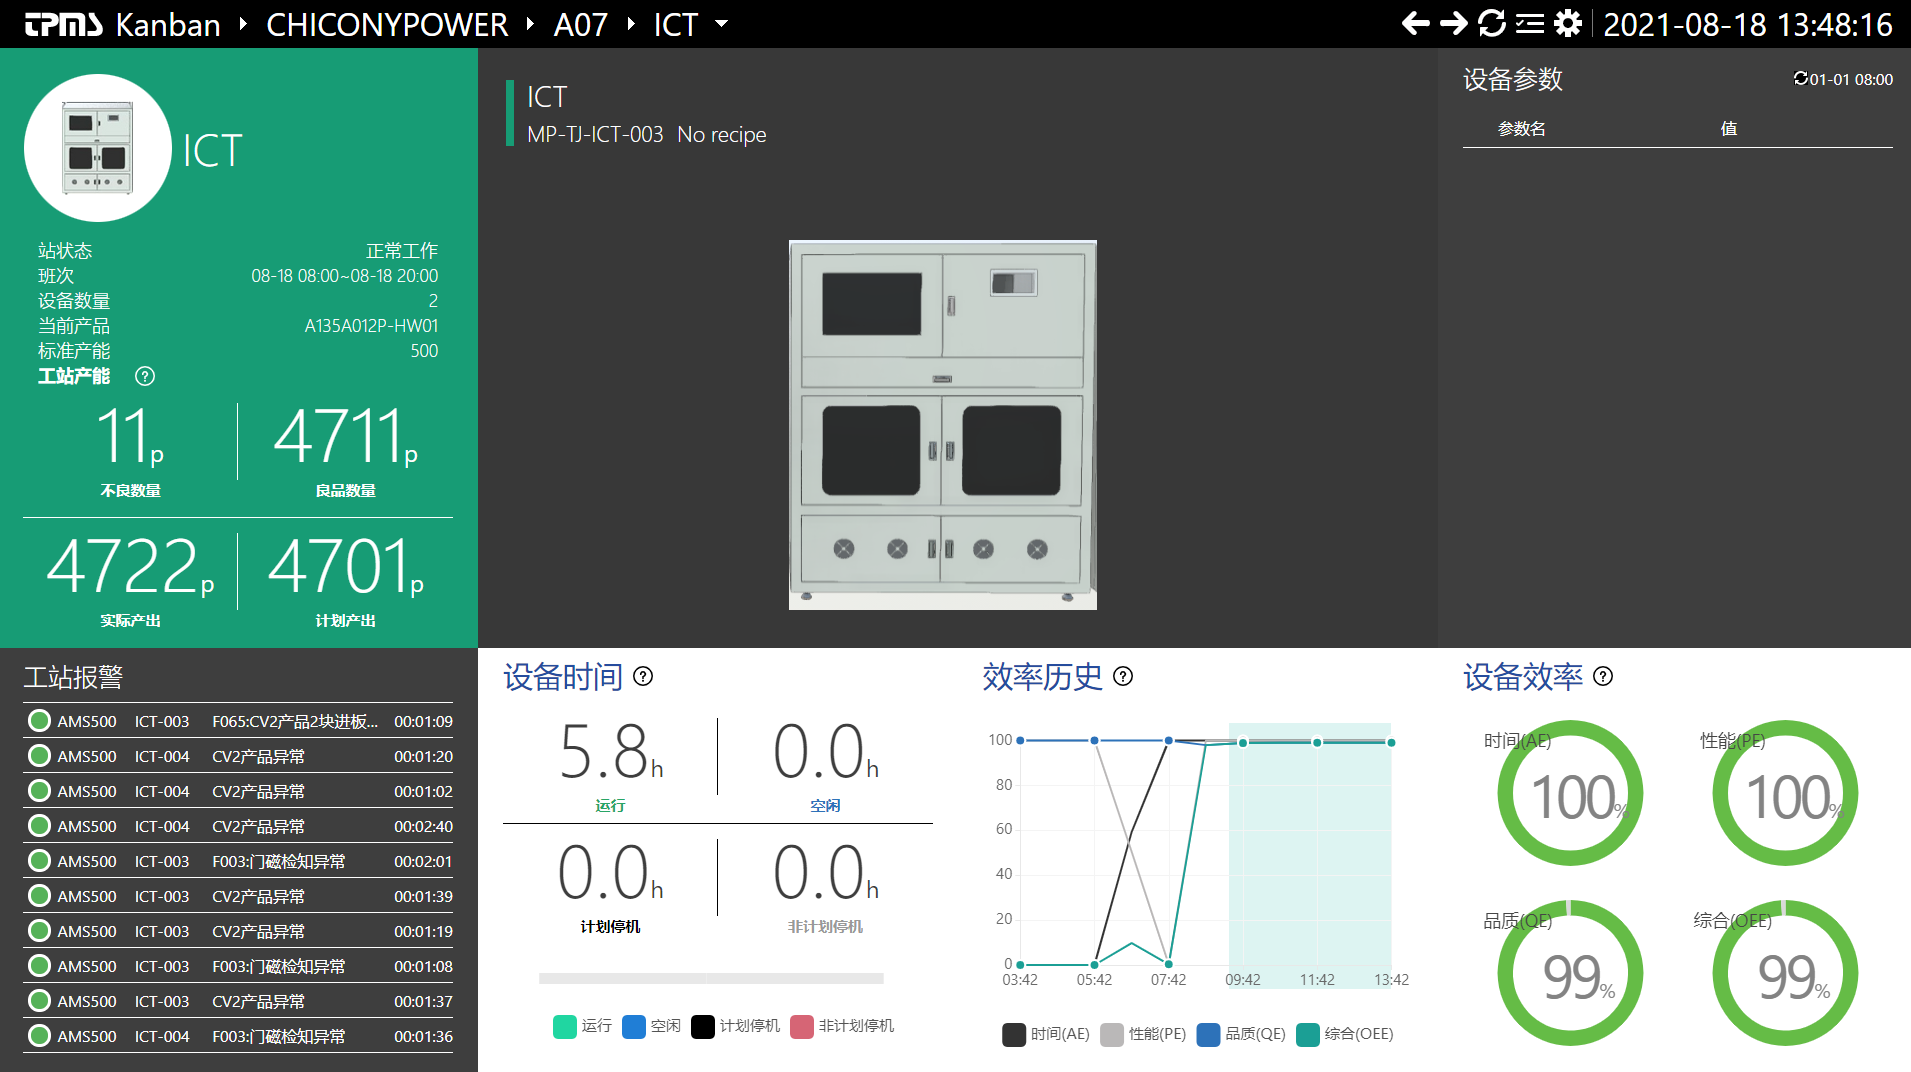 TPMS Kanban CHICONYPOWER A07 ICT 2021-08-18 13:48:16
ICT
站状态 正常工作
班次 08-18 08:00~08-18 20:00
设备数量 2
当前产品 A135A012P-HW01
标准产能 500
工站产能 ?
11p 4711p
不良数量 良品数量
4722p 4701p
实际产出 计划产出
ICT
MP-TJ-ICT-003 No recipe
设备参数 01-01 08:00
参数名 值
工站报警
AMS500 ICT-003 F065:CV2产品2块进板... 00:01:09
AMS500 ICT-004 CV2产品异常 00:01:20
AMS500 ICT-004 CV2产品异常 00:01:02
AMS500 ICT-004 CV2产品异常 00:02:40
AMS500 ICT-003 F003:门磁检知异常 00:02:01
AMS500 ICT-003 CV2产品异常 00:01:39
AMS500 ICT-003 CV2产品异常 00:01:19
AMS500 ICT-003 F003:门磁检知异常 00:01:08
AMS500 ICT-003 CV2产品异常 00:01:37
AMS500 ICT-004 F003:门磁检知异常 00:01:36
设备时间 ?
5.8h 0.0h
运行 空闲
0.0h 0.0h
计划停机 非计划停机
运行 空闲 计划停机 非计划停机
效率历史 ?
100
80
60
40
20
0
03:42 05:42 07:42 09:42 11:42 13:42
时间(AE) 性能(PE) 品质(QE) 综合(OEE)
设备效率 ?
时间(AE) 性能(PE)
100% 100%
品质(QE) 综合(OEE)
99% 99%